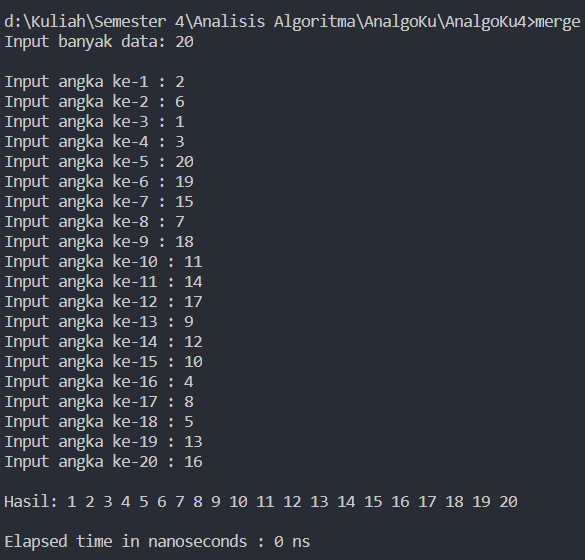 d:\Kuliah\Semester 4\Analisis Algoritma\AnalgoKu\AnalgoKu4>merge
Input banyak data: 20
Input angka ke-1 : 2
Input angka ke-2 : 6
Input angka ke-3 : 1
Input angka ke-4 : 3
Input angka ke-5 : 20
Input angka ke-6 : 19
Input angka ke-7 : 15
Input angka ke-8 : 7
Input angka ke-9 : 18
Input angka ke-10 : 11
Input angka ke-11 : 14
Input angka ke-12 : 17
Input angka ke-13 : 9
Input angka ke-14 : 12
Input angka ke-15 : 10
Input angka ke-16 : 4
Input angka ke-17 : 8
Input angka ke-18 : 5
Input angka ke-19 : 13
Input angka ke-20 : 16
Hasil: 1 2 3 4 5 6 7 8 9 10 11 12 13 14 15 16 17 18 19 20
Elapsed time in nanoseconds : 0 ns